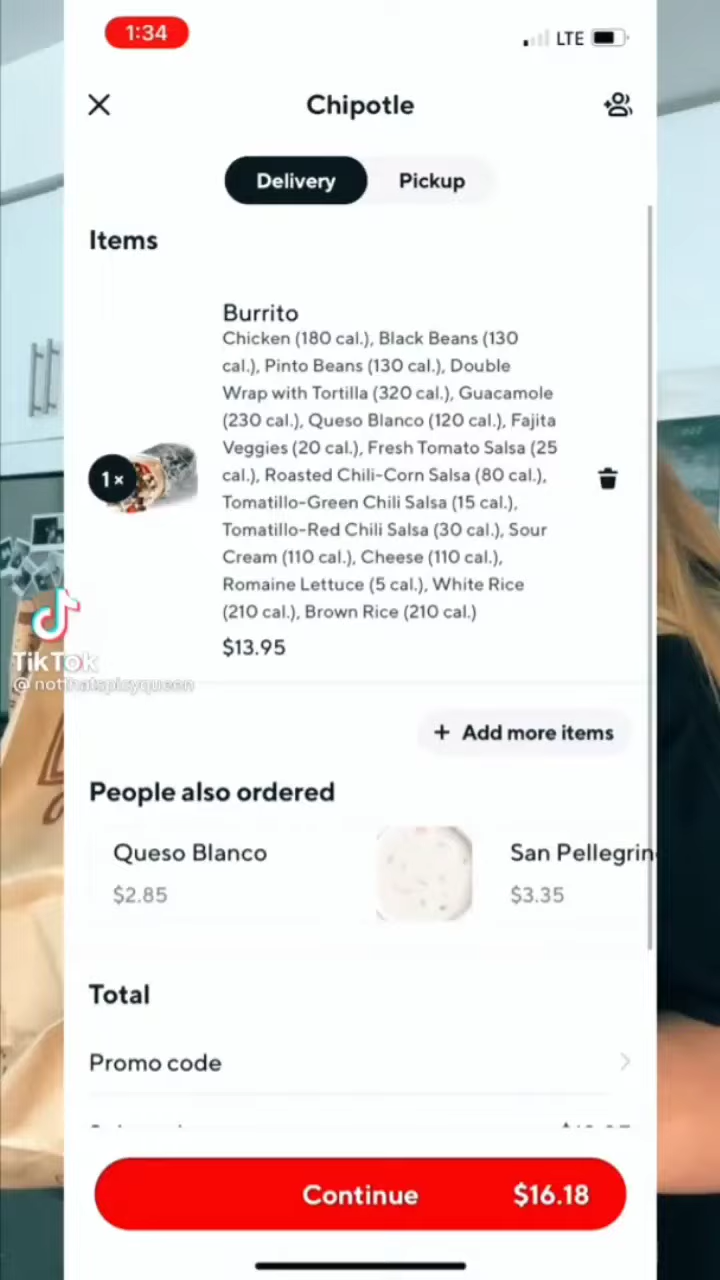 1:34
LTE
Chipotle
Delivery
Pickup
Items
Burrito
Chicken (180 cal.), Black Beans (130
cal.), Pinto Beans (130 cal.), Double
Wrap with Tortilla (320 cal.), Guacamole
(230 cal.), Queso Blanco (120 cal.), Fajita
Veggies (20 cal.), Fresh Tomato Salsa (25
cal.), Roasted Chili-Corn Salsa (80 cal.),
Tomatillo-Green Chili Salsa (15 cal.),
Tomatillo-Red Chili Salsa (30 cal.), Sour
Cream (110 cal.), Cheese (110 cal.),
Romaine Lettuce (5 cal.), White Rice
(210 cal.), Brown Rice (210 cal.)
1×
$13.95
TikTok
@notthatspicyqueen
+ Add more items
People also ordered
Queso Blanco
$2.85
San Pellegrin
$3.35
Total
Promo code
Continue
$16.18